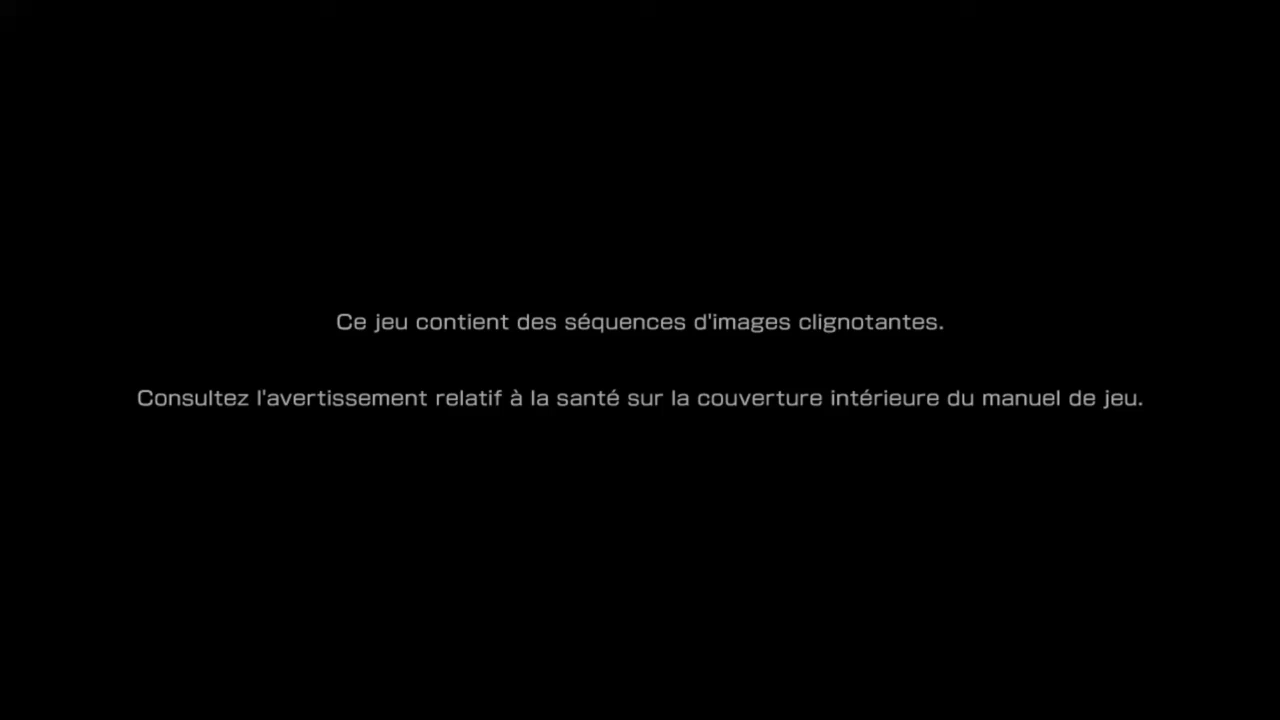 Ce jeu contient des séquences d'images clignotantes.
Consultez l'avertissement relatif à la santé sur la couverture intérieure du manuel de jeu.